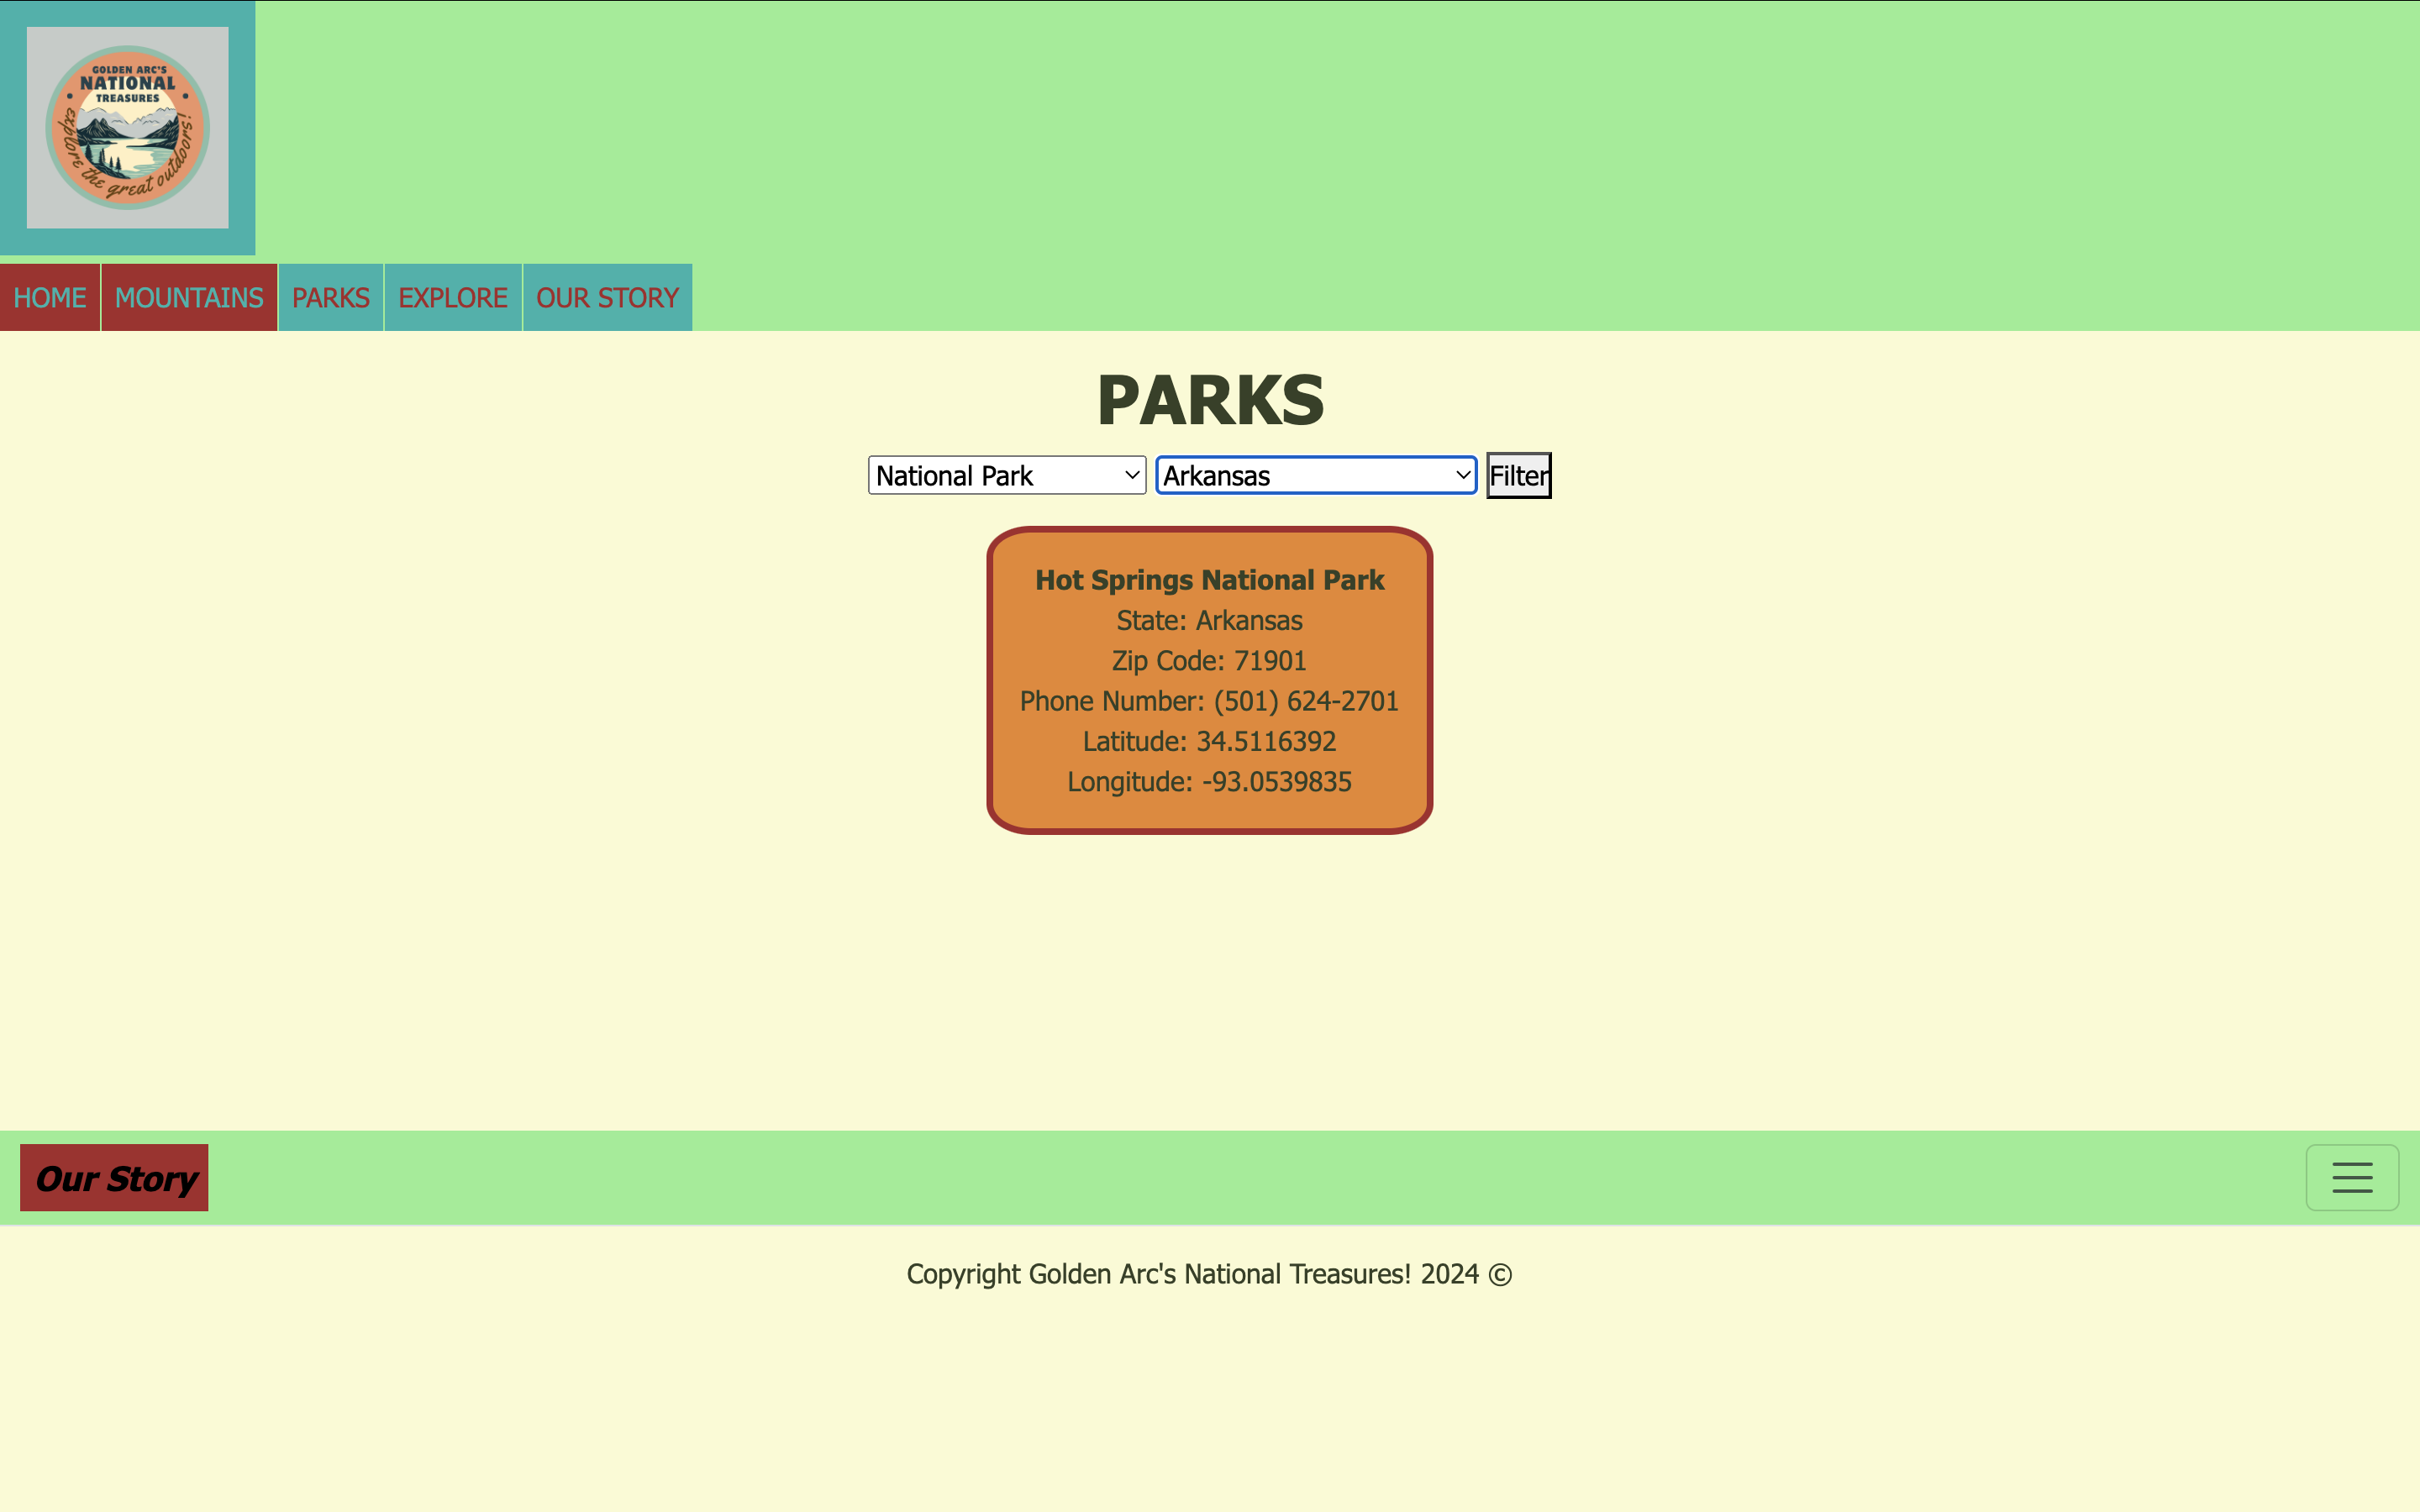 GOLDEN ARC'S
NATIONAL
TREASURES
explore the great outdoors!
HOME MOUNTAINS PARKS EXPLORE OUR STORY
PARKS
National Park Arkansas Filter
Hot Springs National Park
State: Arkansas
Zip Code: 71901
Phone Number: (501) 624-2701
Latitude: 34.5116392
Longitude: -93.0539835
Our Story
Copyright Golden Arc's National Treasures! 2024 ©